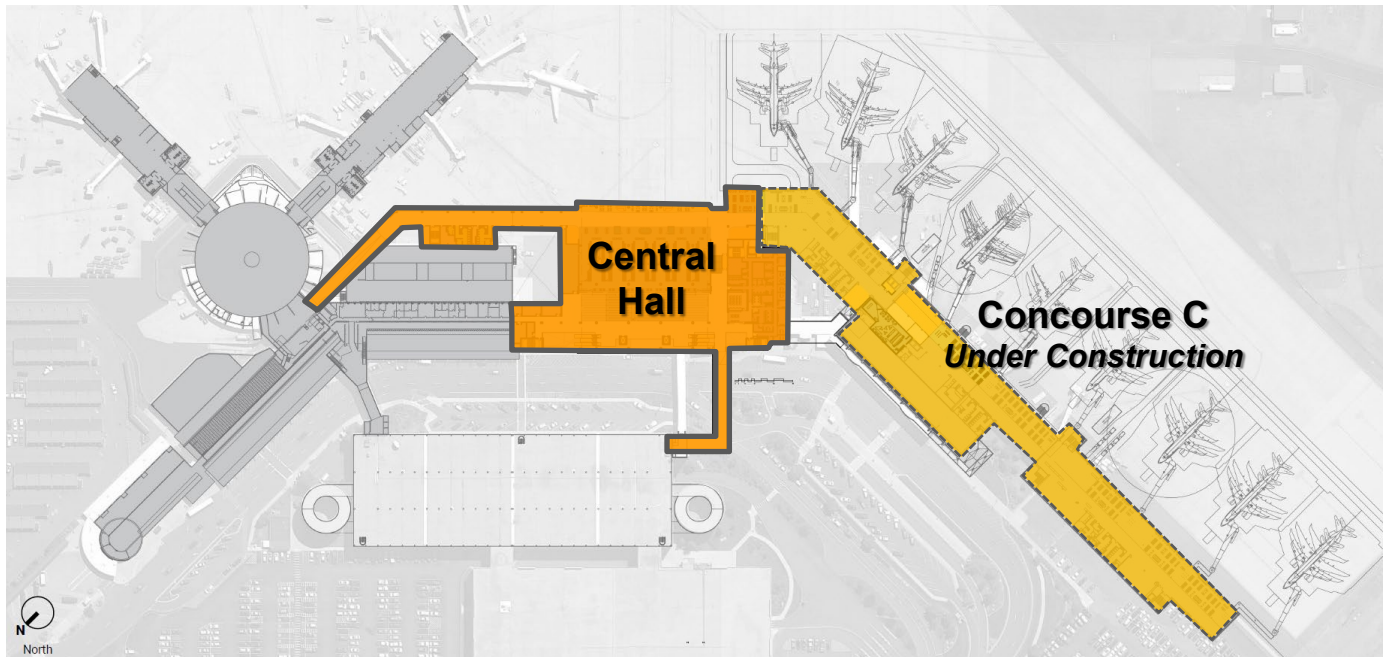 Central
Hall
Concourse C
Under Construction
N
North